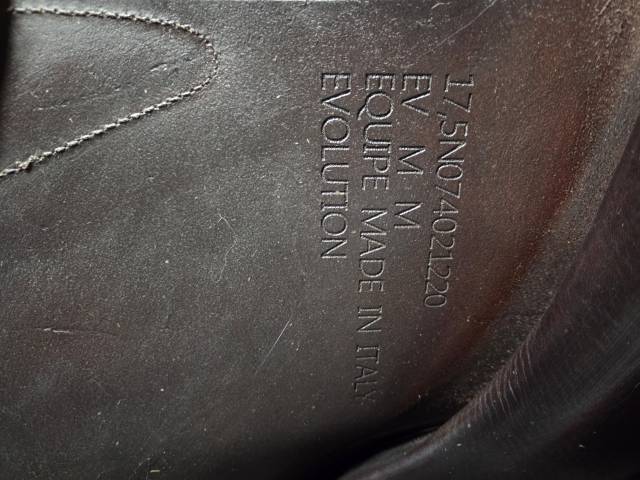 17,5N074021220
EV M M
EQUIPE MADE IN ITALY
EVOLUTION